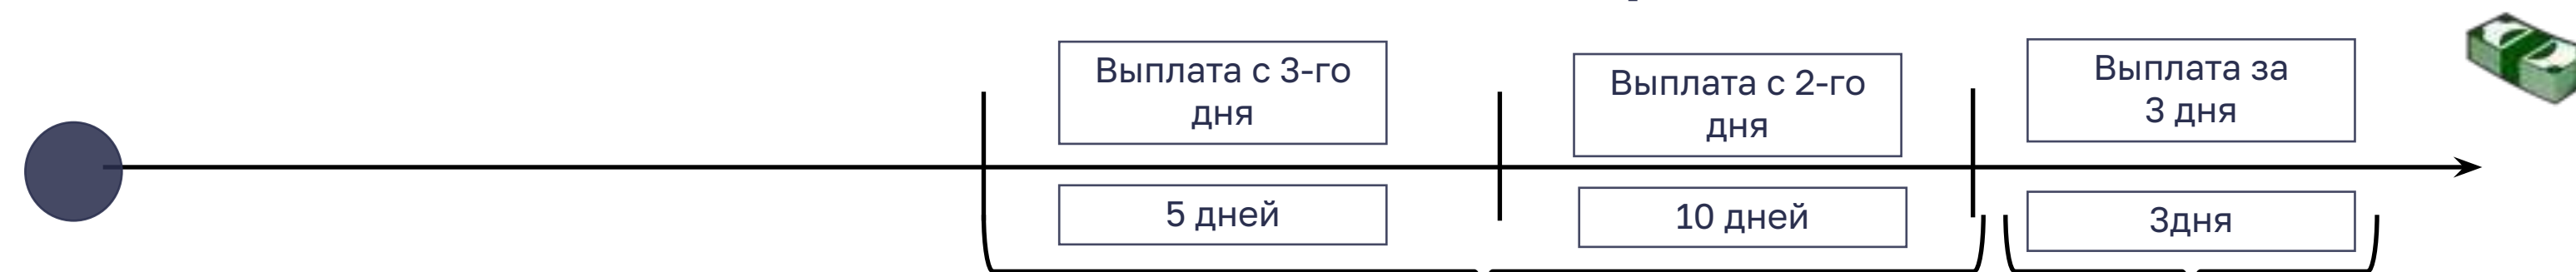 Выплата с 3-го
дня
Выплата с 2-го
дня
Выплата за
3 дня
5 дней
10 дней
3дня